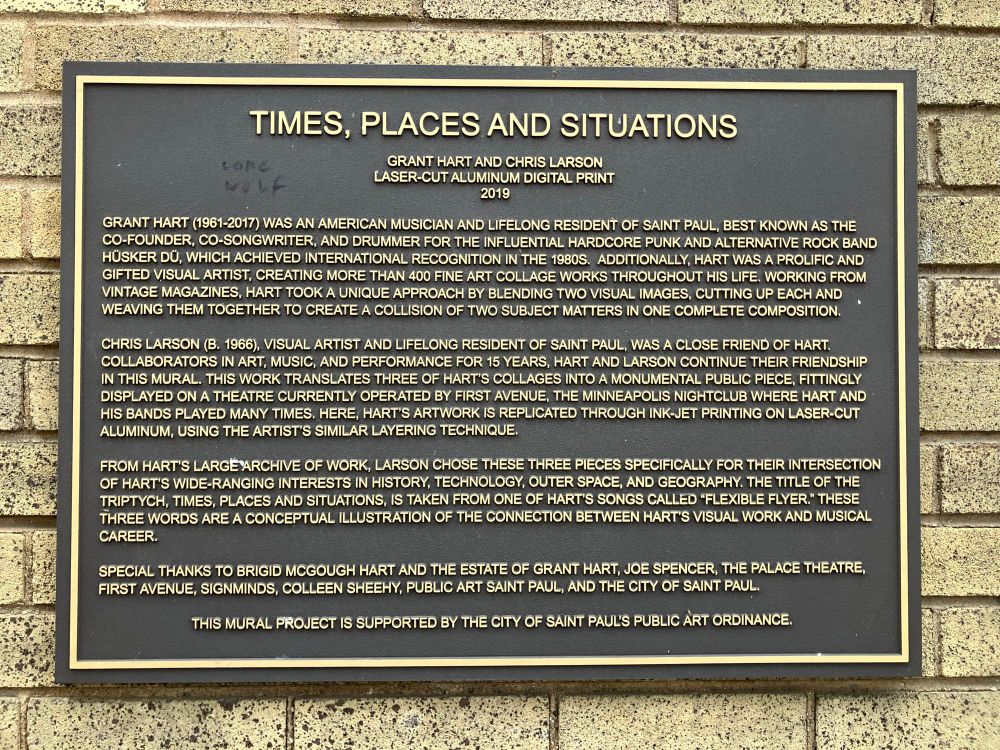 TIMES, PLACES AND SITUATIONS
GRANT HART AND CHRIS LARSON
LASER-CUT ALUMINUM DIGITAL PRINT
2019
LONE
WOLF
GRANT HART (1961-2017) WAS AN AMERICAN MUSICIAN AND LIFELONG RESIDENT OF SAINT PAUL, BEST KNOWN AS THE
CO-FOUNDER, CO-SONGWRITER, AND DRUMMER FOR THE INFLUENTIAL HARDCORE PUNK AND ALTERNATIVE ROCK BAND
HÜSKER DÜ, WHICH ACHIEVED INTERNATIONAL RECOGNITION IN THE 1980S. ADDITIONALLY, HART WAS A PROLIFIC AND
GIFTED VISUAL ARTIST, CREATING MORE THAN 400 FINE ART COLLAGE WORKS THROUGHOUT HIS LIFE. WORKING FROM
VINTAGE MAGAZINES, HART TOOK A UNIQUE APPROACH BY BLENDING TWO VISUAL IMAGES, CUTTING UP EACH AND
WEAVING THEM TOGETHER TO CREATE A COLLISION OF TWO SUBJECT MATTERS IN ONE COMPLETE COMPOSITION.
CHRIS LARSON (B. 1966), VISUAL ARTIST AND LIFELONG RESIDENT OF SAINT PAUL, WAS A CLOSE FRIEND OF HART.
COLLABORATORS IN ART, MUSIC, AND PERFORMANCE FOR 15 YEARS, HART AND LARSON CONTINUE THEIR FRIENDSHIP
IN THIS MURAL. THIS WORK TRANSLATES THREE OF HART'S COLLAGES INTO A MONUMENTAL PUBLIC PIECE, FITTINGLY
DISPLAYED ON A THEATRE CURRENTLY OPERATED BY FIRST AVENUE, THE MINNEAPOLIS NIGHTCLUB WHERE HART AND
HIS BANDS PLAYED MANY TIMES. HERE, HART'S ARTWORK IS REPLICATED THROUGH INK-JET PRINTING ON LASER-CUT
ALUMINUM, USING THE ARTIST'S SIMILAR LAYERING TECHNIQUE.
FROM HART'S LARGE ARCHIVE OF WORK, LARSON CHOSE THESE THREE PIECES SPECIFICALLY FOR THEIR INTERSECTION
OF HART'S WIDE-RANGING INTERESTS IN HISTORY, TECHNOLOGY, OUTER SPACE, AND GEOGRAPHY. THE TITLE OF THE
TRIPTYCH, TIMES, PLACES AND SITUATIONS, IS TAKEN FROM ONE OF HART'S SONGS CALLED "FLEXIBLE FLYER." THESE
THREE WORDS ARE A CONCEPTUAL ILLUSTRATION OF THE CONNECTION BETWEEN HART'S VISUAL WORK AND MUSICAL
CAREER.
SPECIAL THANKS TO BRIGID MCGOUGH HART AND THE ESTATE OF GRANT HART, JOE SPENCER, THE PALACE THEATRE,
FIRST AVENUE, SIGNMINDS, COLLEEN SHEEHY, PUBLIC ART SAINT PAUL, AND THE CITY OF SAINT PAUL.
THIS MURAL PROJECT IS SUPPORTED BY THE CITY OF SAINT PAUL'S PUBLIC ART ORDINANCE.